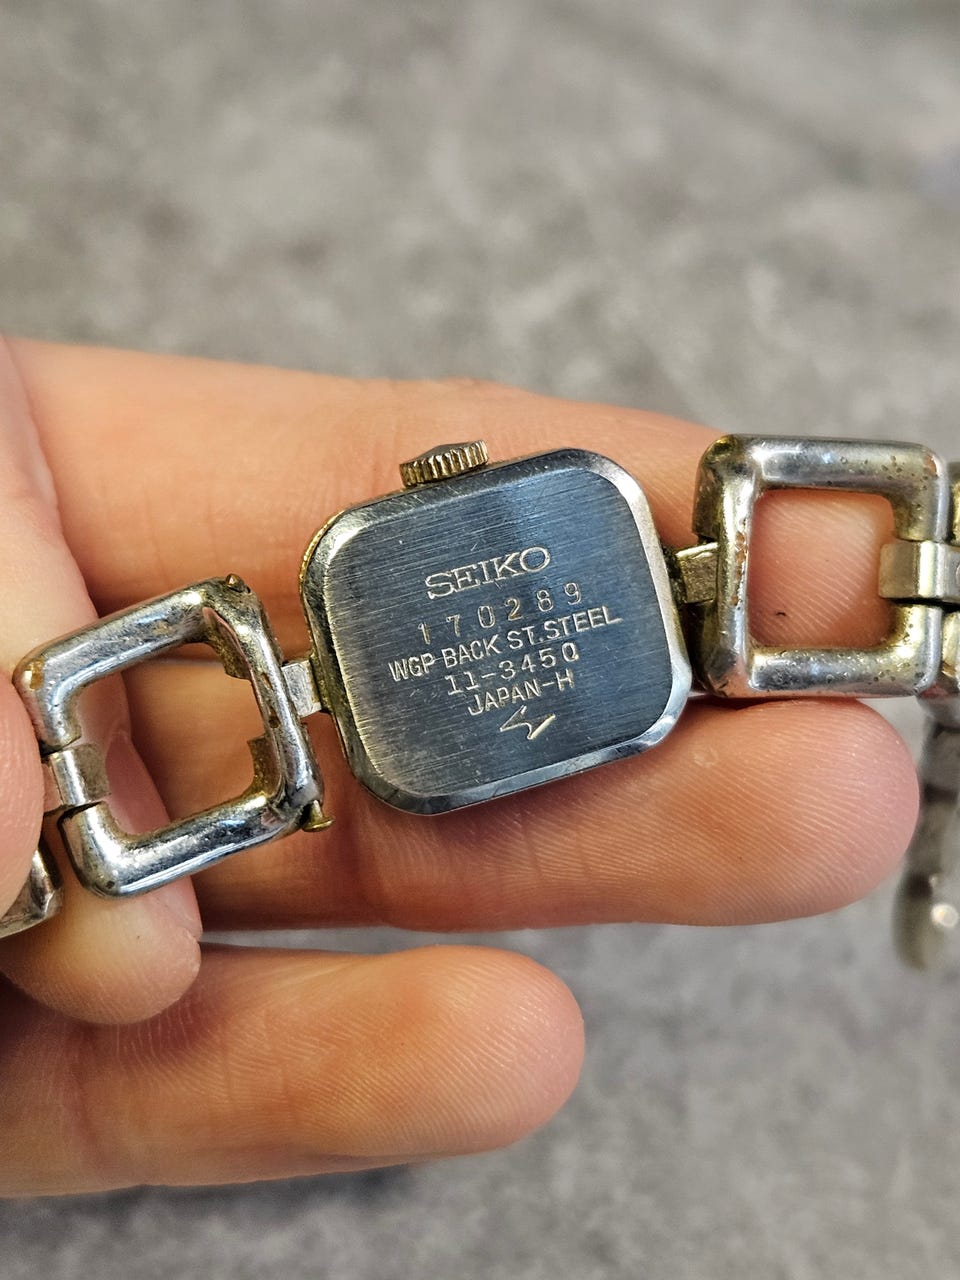 SEIKO
170289
WGP BACK ST.STEEL
11-3450
JAPAN-H